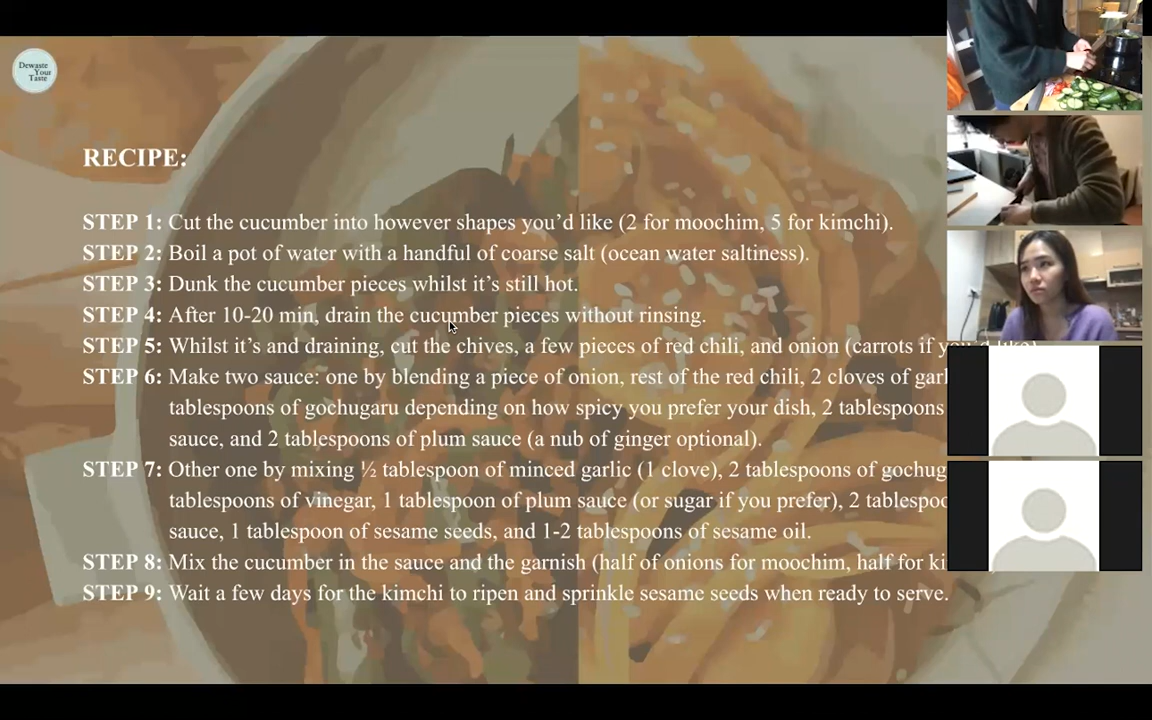 Dewaste
Your
Taste
RECIPE:
STEP 1: Cut the cucumber into however shapes you'd like (2 for moochim, 5 for kimchi).
STEP 2: Boil a pot of water with a handful of coarse salt (ocean water saltiness).
STEP 3: Dunk the cucumber pieces whilst it's still hot.
STEP 4: After 10-20 min, drain the cucumber pieces without rinsing.
STEP 5: Whilst it's and draining, cut the chives, a few pieces of red chili, and onion (carrots if you'd like)
STEP 6: Make two sauce: one by blending a piece of onion, rest of the red chili, 2 cloves of
tablespoons of gochugaru depending on how spicy you prefer your dish, 2 tablespoons
sauce, and 2 tablespoons of plum sauce (a nub of ginger optional).
STEP 7: Other one by mixing ½ tablespoon of minced garlic (1 clove), 2 tablespoons of
tablespoons of vinegar, 1 tablespoon of plum sauce (or sugar if you prefer), 2
sauce, 1 tablespoon of sesame seeds, and 1-2 tablespoons of sesame oil.
STEP 8: Mix the cucumber in the sauce and the garnish (half of onions for moochim, half for
STEP 9: Wait a few days for the kimchi to ripen and sprinkle sesame seeds when ready to serve.